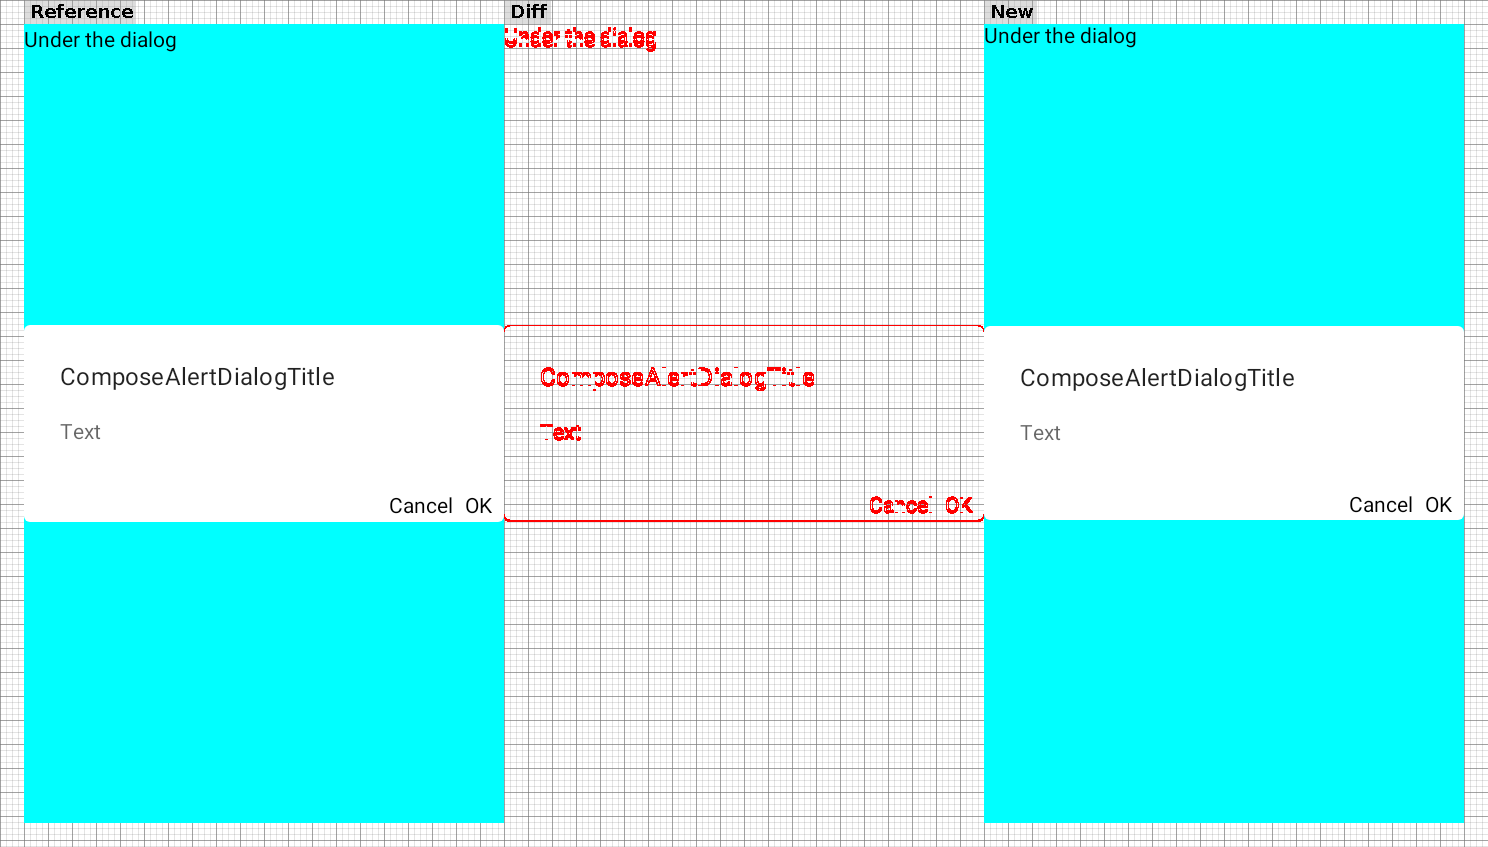 Reference Diff New
Under the dialog Under the dialog Under the dialog
ComposeAlertDialogTitle ComposeAlertDialogTitle ComposeAlertDialogTitle
Text Text Text
Cancel OK Cancel OK Cancel OK